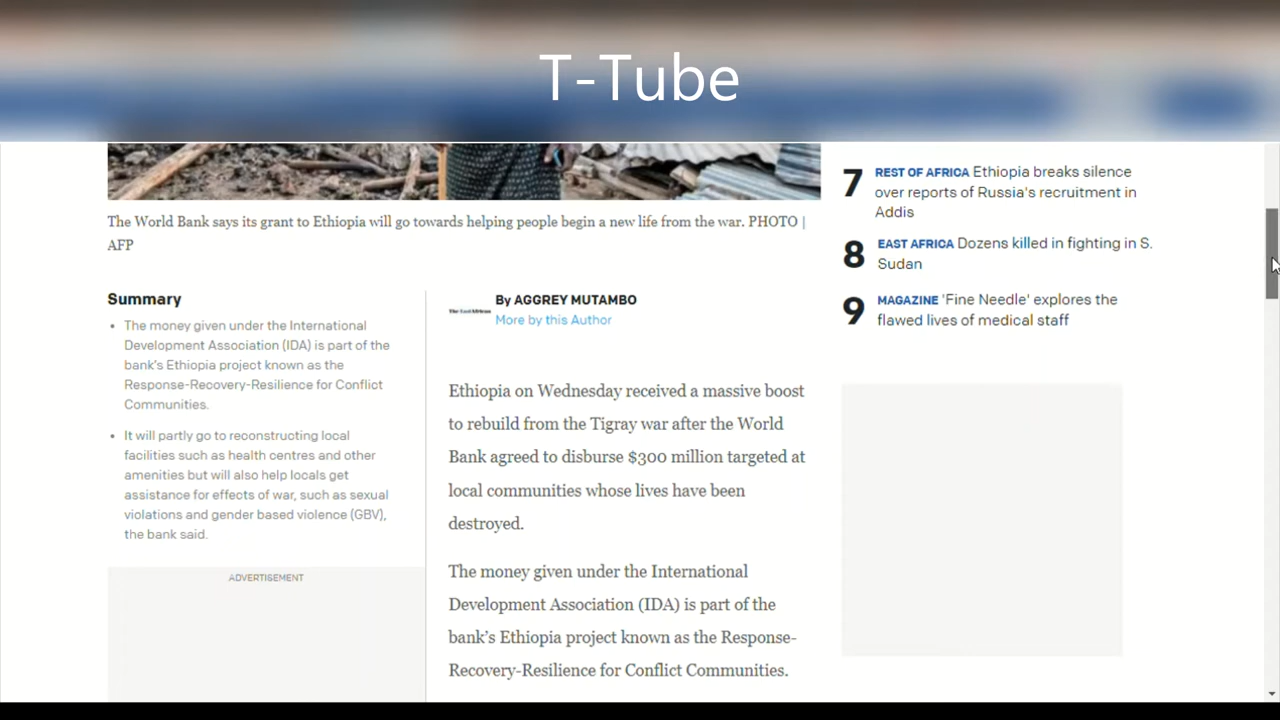 T-Tube
The World Bank says its grant to Ethiopia will go towards helping people begin a new life from the war. PHOTO |
AFP
Summary
• The money given under the International
Development Association (IDA) is part of the
bank's Ethiopia project known as the
Response-Recovery-Resilience for Conflict
Communities.
• It will partly go to reconstructing local
facilities such as health centres and other
amenities but will also help locals get
assistance for effects of war, such as sexual
violations and gender based violence (GBV),
the bank said.
ADVERTISEMENT
The EastAfrican
By AGGREY MUTAMBO
More by this Author
Ethiopia on Wednesday received a massive boost
to rebuild from the Tigray war after the World
Bank agreed to disburse $300 million targeted at
local communities whose lives have been
destroyed.
The money given under the International
Development Association (IDA) is part of the
bank’s Ethiopia project known as the Response-
Recovery-Resilience for Conflict Communities.
7 REST OF AFRICA Ethiopia breaks silence
over reports of Russia's recruitment in
Addis
8 EAST AFRICA Dozens killed in fighting in S.
Sudan
9 MAGAZINE 'Fine Needle' explores the
flawed lives of medical staff